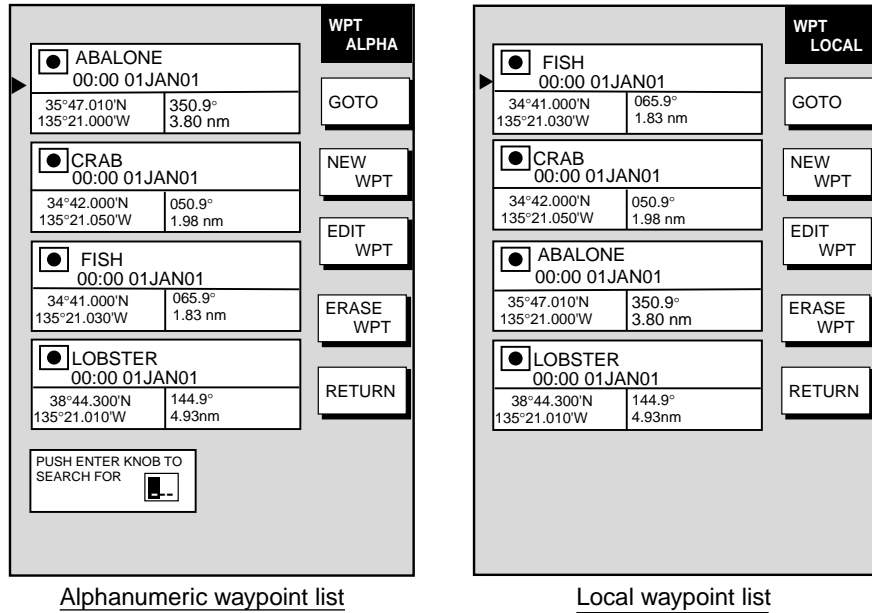 WPT
ALPHA
ABALONE
00:00 01JAN01
35°47.010'N 350.9°
135°21.000'W 3.80 nm
GOTO
CRAB
00:00 01JAN01
34°42.000'N 050.9°
135°21.050'W 1.98 nm
NEW
WPT
EDIT
WPT
FISH
00:00 01JAN01
34°41.000'N 065.9°
135°21.030'W 1.83 nm
ERASE
WPT
LOBSTER
00:00 01JAN01
38°44.300'N 144.9°
135°21.010'W 4.93nm
RETURN
PUSH ENTER KNOB TO
SEARCH FOR
Alphanumeric waypoint list
WPT
LOCAL
FISH
00:00 01JAN01
34°41.000'N 065.9°
135°21.030'W 1.83 nm
GOTO
CRAB
00:00 01JAN01
34°42.000'N 050.9°
135°21.050'W 1.98 nm
NEW
WPT
EDIT
WPT
ABALONE
00:00 01JAN01
35°47.010'N 350.9°
135°21.000'W 3.80 nm
ERASE
WPT
LOBSTER
00:00 01JAN01
38°44.300'N 144.9°
135°21.010'W 4.93nm
RETURN
Local waypoint list